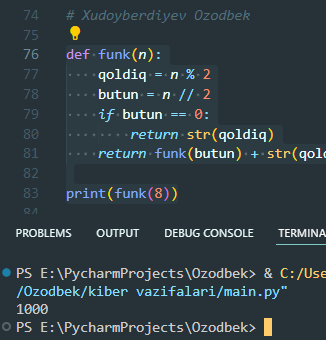 74 # Xudoyberdiyev Ozodbek
75
76 def funk(n):
77 qoldiq = n % 2
78 butun = n // 2
79 if butun == 0:
80 return str(qoldiq)
81 return funk(butun) + str(qol
82
83 print(funk(8))
84
PROBLEMS OUTPUT DEBUG CONSOLE TERMINA
PS E:\PycharmProjects\Ozodbek> & C:/Use
/Ozodbek/kiber vazifalari/main.py"
1000
PS E:\PycharmProjects\Ozodbek>